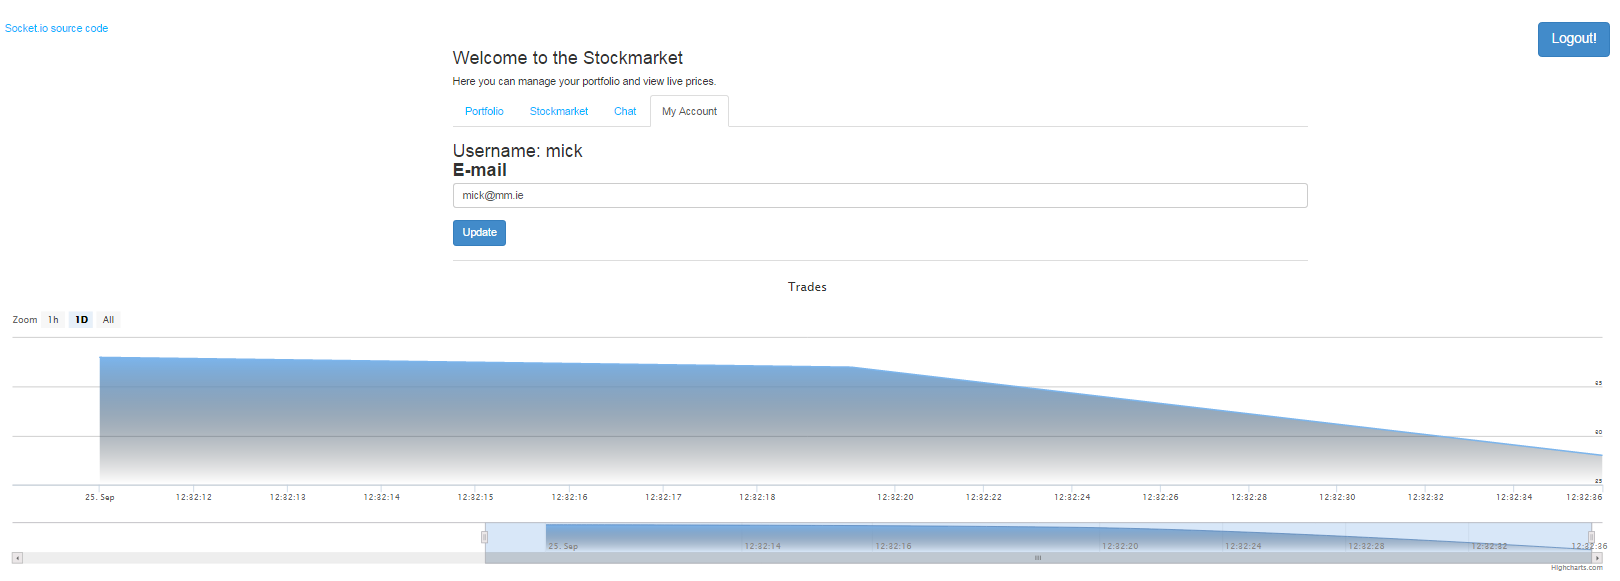 Socket.io source code
Logout!
Welcome to the Stockmarket
Here you can manage your portfolio and view live prices.
Portfolio Stockmarket Chat My Account
Username: mick
E-mail
mick@mm.ie
Update
Trades
Zoom 1h 1D All
25. Sep 12:32:12 12:32:13 12:32:14 12:32:15 12:32:16 12:32:17 12:32:18 12:32:20 12:32:22 12:32:24 12:32:26 12:32:28 12:32:30 12:32:32 12:32:34 12:32:36
25. Sep 12:32:14 12:32:16 12:32:20 12:32:24 12:32:28 12:32:32 12:32:36
Highcharts.com